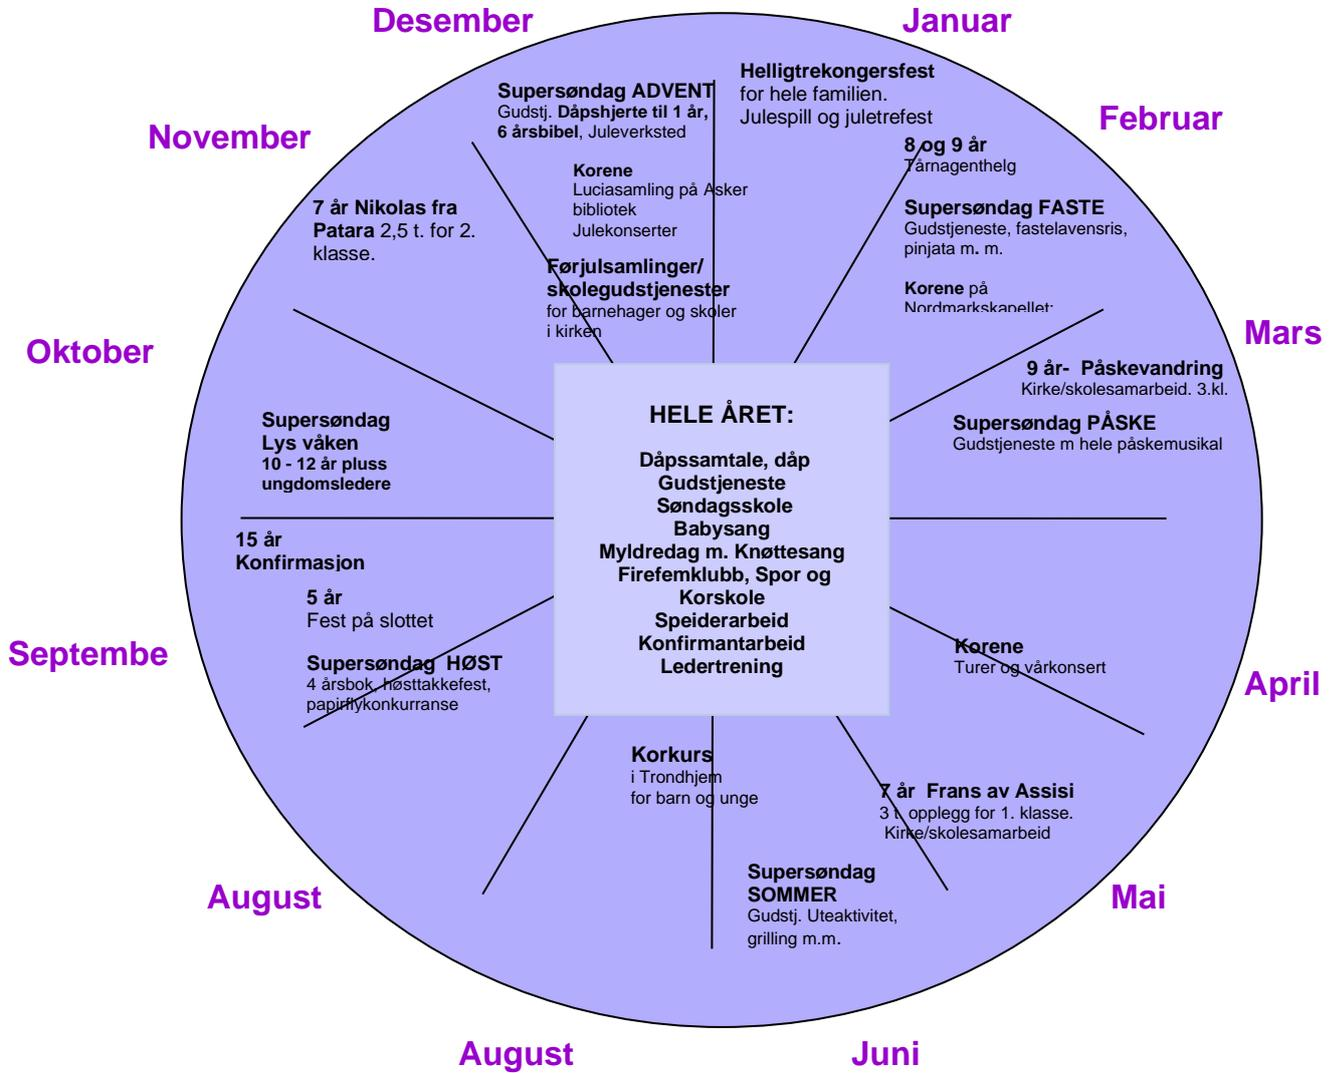 Desember
Januar
Februar
Mars
April
Mai
Juni
August
August
Septembe
Oktober
November
Helligtrekongersfest
for hele familien.
Julespill og juletrefest
8 og 9 år
Tårnagenthelg
Supersøndag FASTE
Gudstjeneste, fastelavensris,
pinjata m. m.
Korene på
Nordmarkskapellet:
9 år-  Påskevandring
Kirke/skolesamarbeid. 3.kl.
Supersøndag PÅSKE
Gudstjeneste m hele påskemusikal
Korene
Turer og vårkonsert
7 år  Frans av Assisi
3 t. opplegg for 1. klasse.
Kirke/skolesamarbeid
Supersøndag
SOMMER
Gudstj. Uteaktivitet,
grilling m.m.
Korkurs
i Trondhjem
for barn og unge
15 år
Konfirmasjon
5 år
Fest på slottet
Supersøndag  HØST
4 årsbok, høsttakkefest,
papirflykonkurranse
Supersøndag
Lys våken
10 - 12 år pluss
ungdomsledere
7 år Nikolas fra
Patara 2,5 t. for 2.
klasse.
Supersøndag ADVENT
Gudstj. Dåpshjerte til 1 år,
6 årsbibel, Juleverksted
Korene
Luciasamling på Asker
bibliotek
Julekonserter
Førjulsamlinger/
skolegudstjenester
for barnehager og skoler
i kirken
HELE ÅRET:
Dåpssamtale, dåp
Gudstjeneste
Søndagsskole
Babysang
Myldredag m. Knøttesang
Firefemklubb, Spor og
Korskole
Speiderarbeid
Konfirmantarbeid
Ledertrening